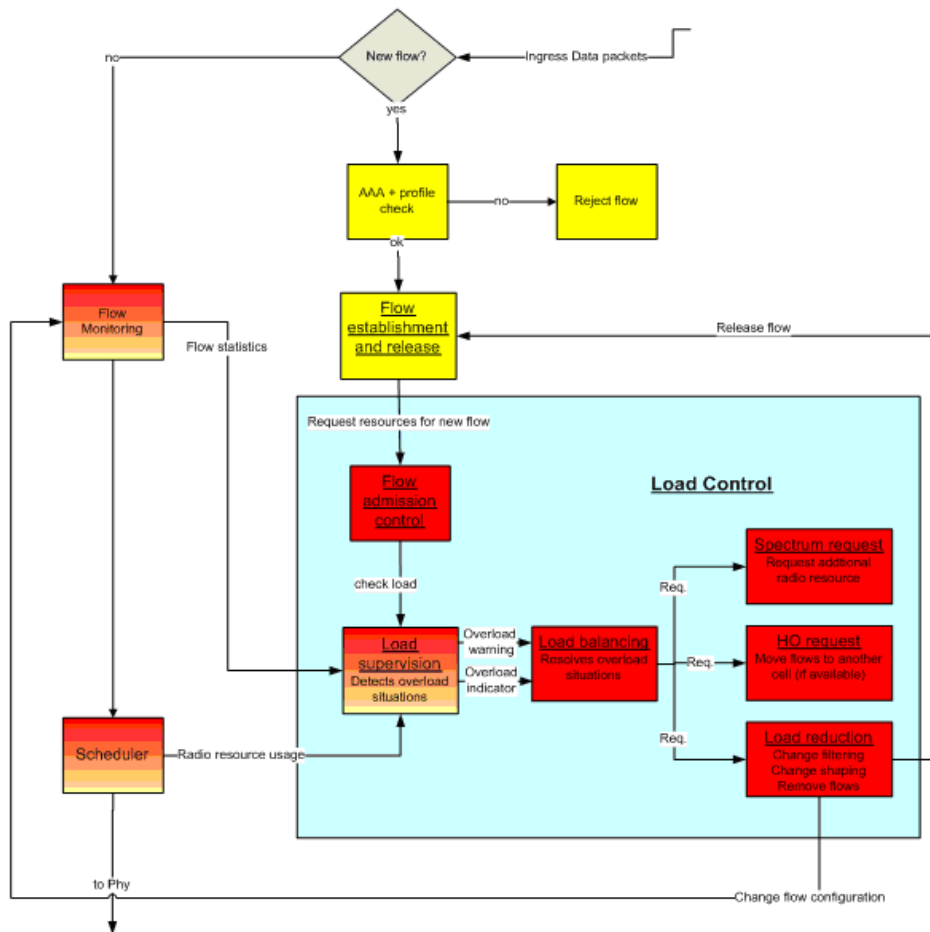 New flow?
Ingress Data packets
no
yes
AAA + profile
check
no
Reject flow
ok
Flow
Monitoring
Flow
establishment
and release
Release flow
Flow statistics
Request resources for new flow
Flow
admission
control
Load Control
Spectrum request
Request addtional
radio resource
check load
Req.
Load
supervision
Detects overload
situations
Overload
warning
Overload
indicator
Load balancing
Resolves overload
situations
Req.
HO request
Move flows to another
cell (if available)
Scheduler
Radio resource usage
Req.
Load reduction
Change filtering
Change shaping
Remove flows
to Phy
Change flow configuration